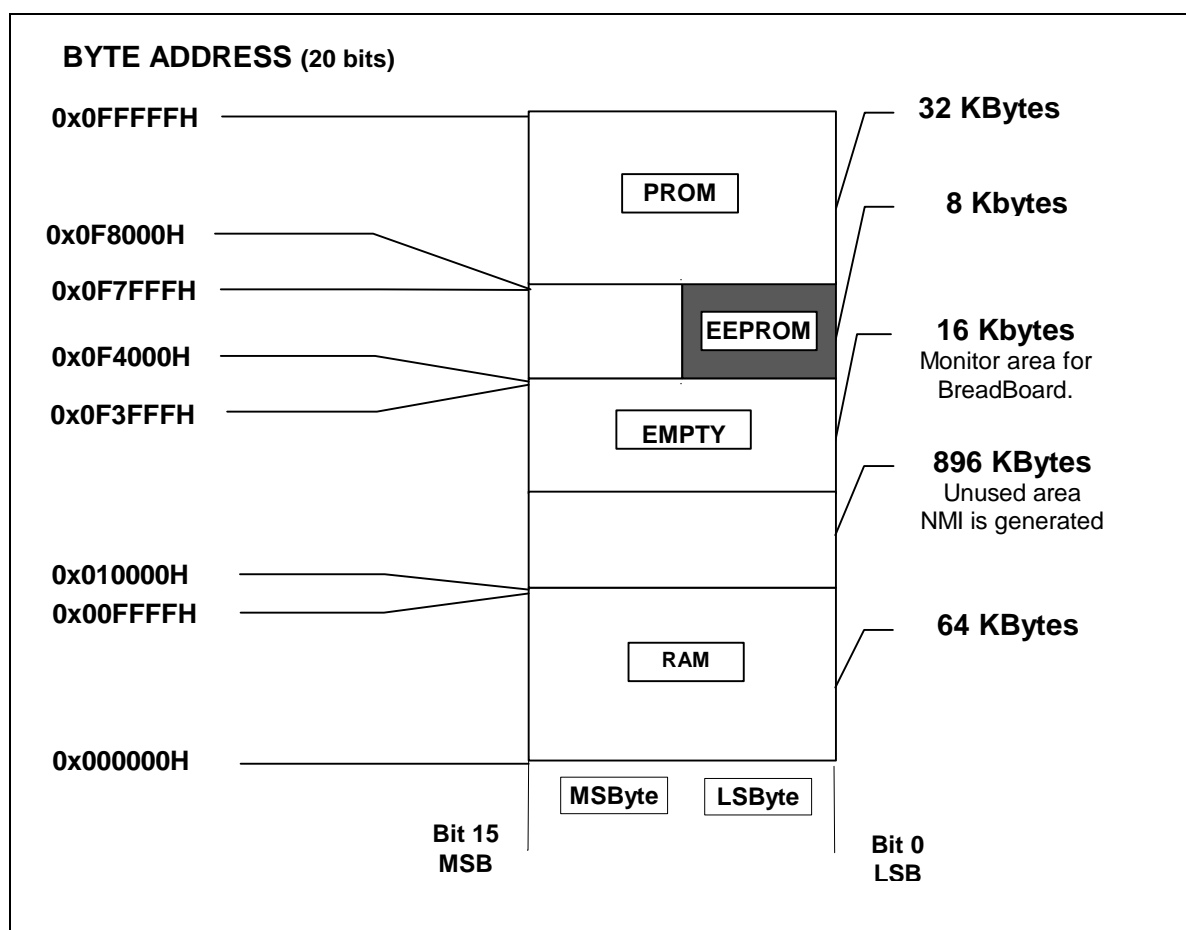 BYTE ADDRESS (20 bits)
0x0FFFFFH
32 KBytes
PROM
8 Kbytes
0x0F8000H
0x0F7FFFH
EEPROM
16 Kbytes
Monitor area for
BreadBoard.
0x0F4000H
0x0F3FFFH
EMPTY
896 KBytes
Unused area
NMI is generated
0x010000H
0x00FFFFH
64 KBytes
RAM
0x000000H
MSByte
LSByte
Bit 15
MSB
Bit 0
LSB